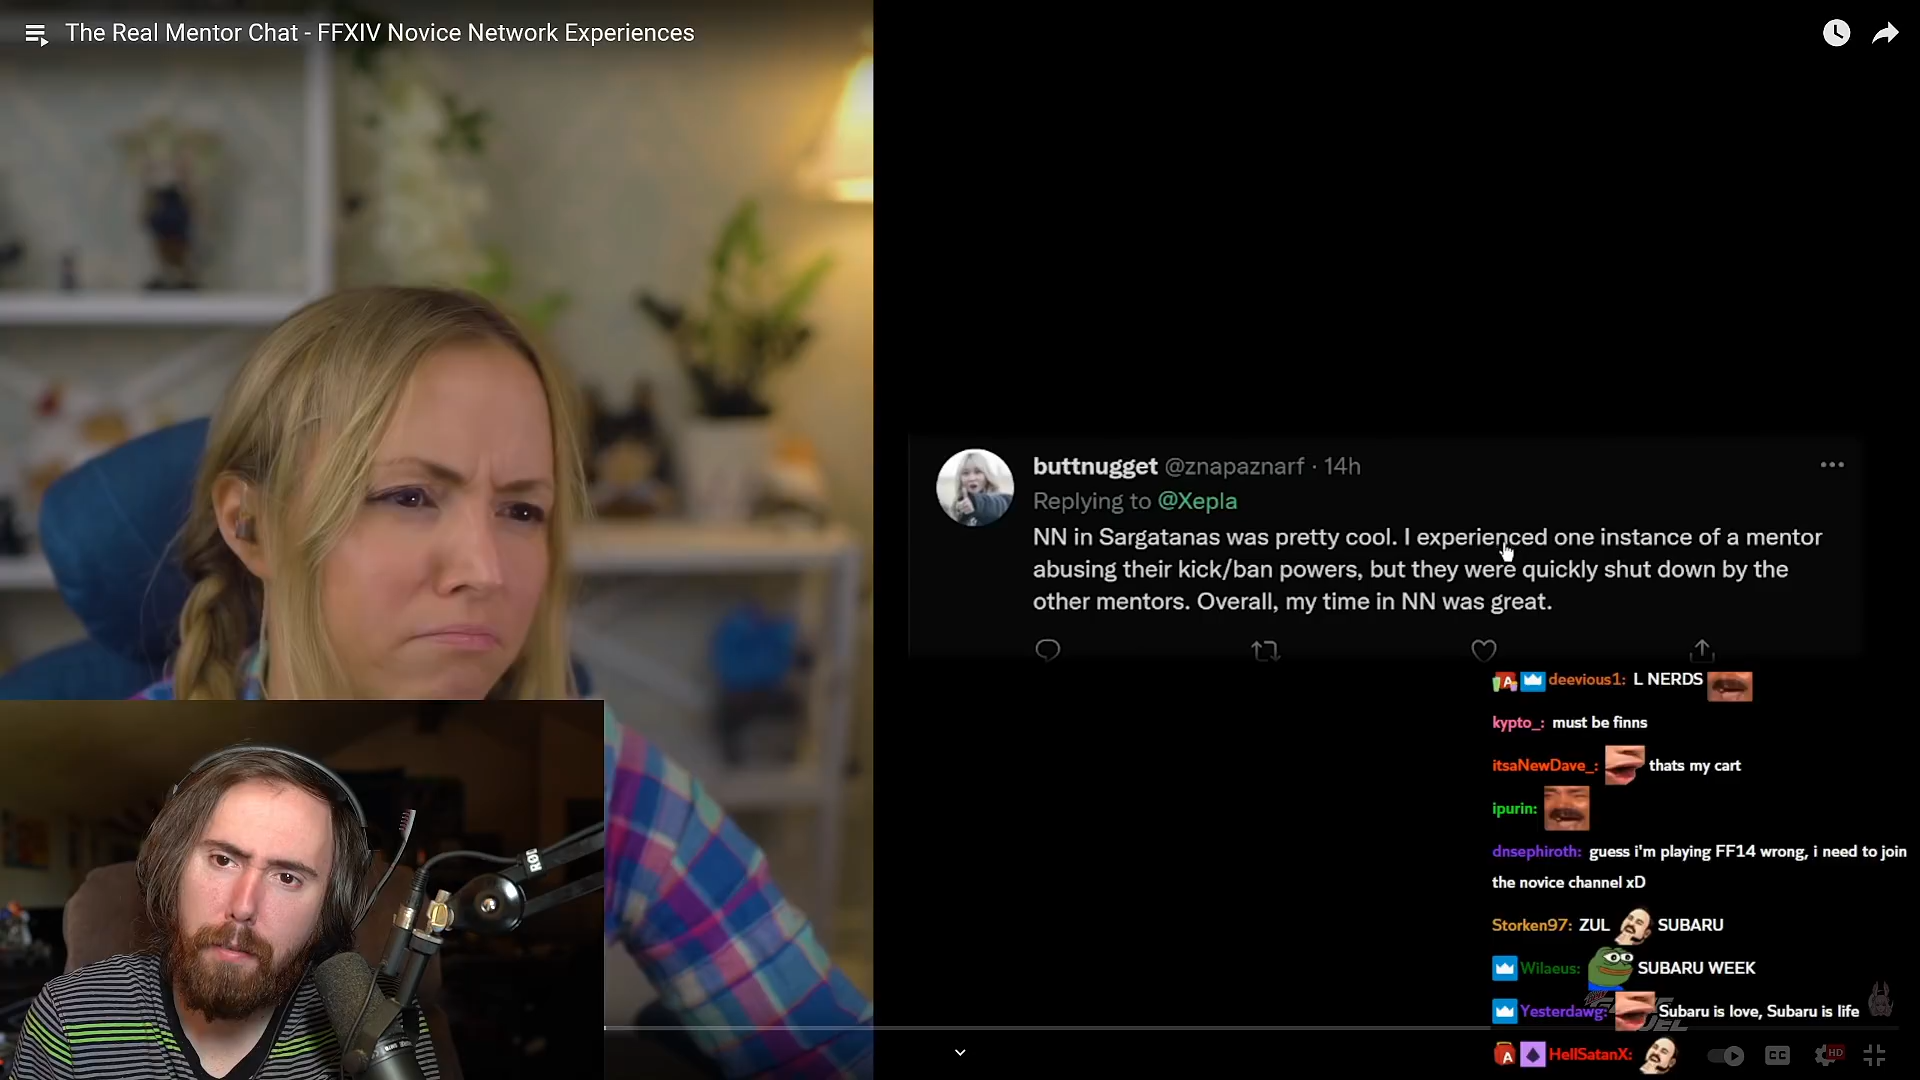 The Real Mentor Chat - FFXIV Novice Network Experiences
buttnugget @znapaznarf · 14h
Replying to @Xepla
NN in Sargatanas was pretty cool. I experienced one instance of a mentor
abusing their kick/ban powers, but they were quickly shut down by the
other mentors. Overall, my time in NN was great.
deevious1: L NERDS
kypto_: must be finns
itsaNewDave_: thats my cart
ipurin:
dnsephiroth: guess i'm playing FF14 wrong, i need to join
the novice channel xD
Storken97: ZUL SUBARU
Wilaeus: SUBARU WEEK
Yesterdawg: Subaru is love, Subaru is life
HellSatanX:
CC
HD